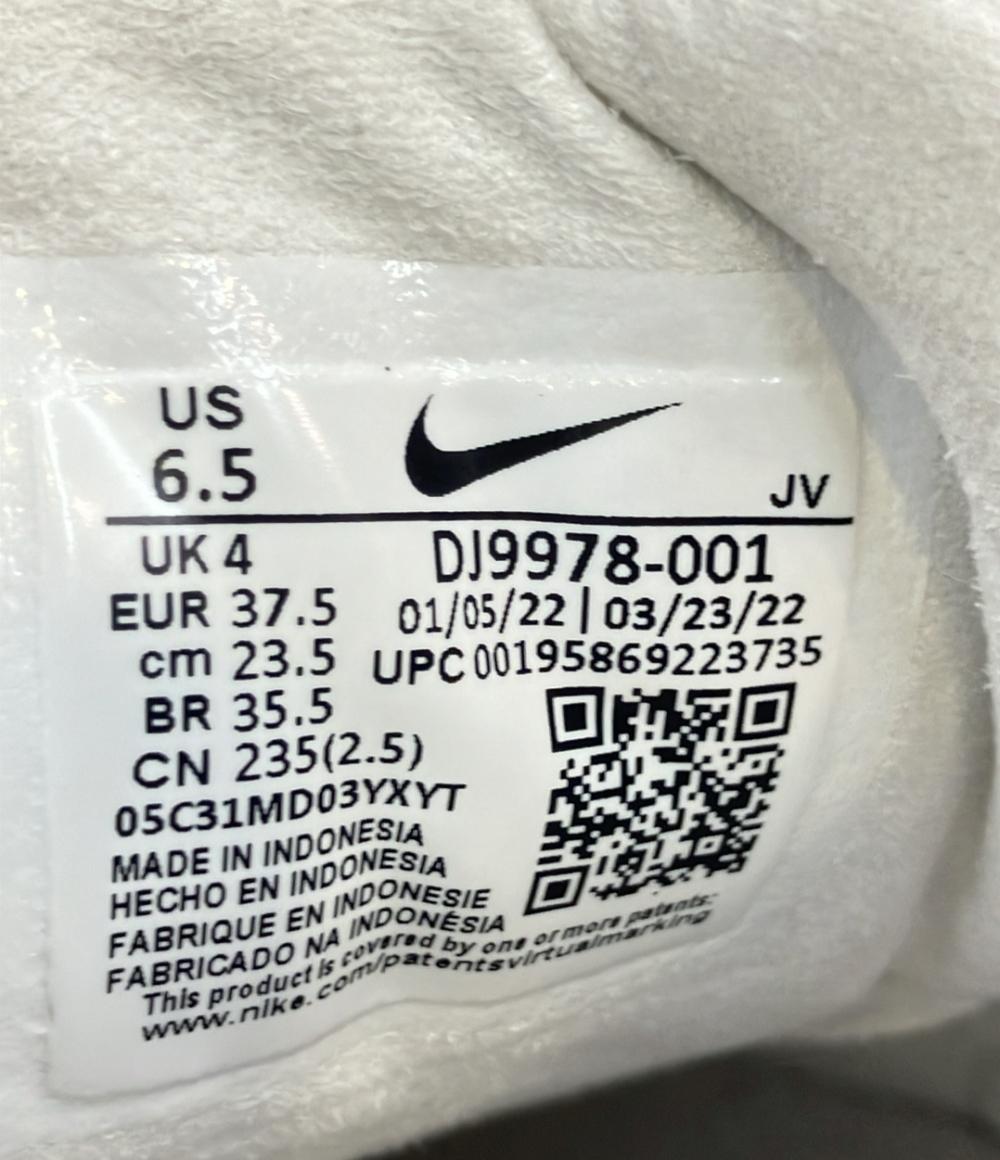 US
6.5
JV
UK 4
DJ9978-001
EUR 37.5
01/05/22 | 03/23/22
cm 23.5
UPC 00195869223735
BR 35.5
CN 235(2.5)
05C31MD03YXYT
MADE IN INDONESIA
HECHO EN INDONESIA
FABRIQUE EN INDONESIE
FABRICADO NA INDONÉSIA
This product is covered by one or more patents:
www.nike.com/patentsvirtualmarking